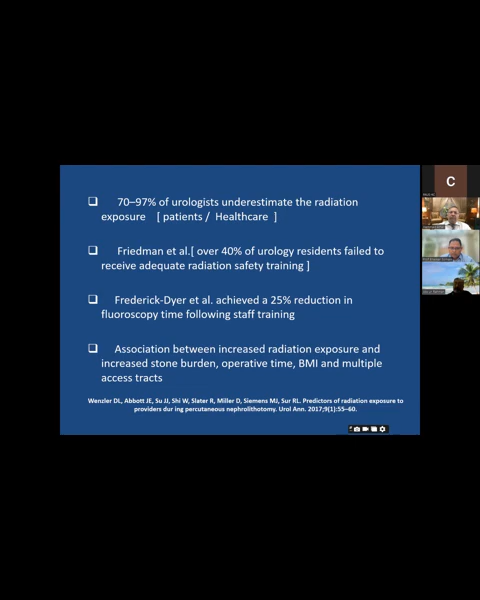 ❑ 70–97% of urologists underestimate the radiation
exposure [ patients / Healthcare ]
❑ Friedman et al.[ over 40% of urology residents failed to
receive adequate radiation safety training ]
❑ Frederick-Dyer et al. achieved a 25% reduction in
fluoroscopy time following staff training
❑ Association between increased radiation exposure and
increased stone burden, operative time, BMI and multiple
access tracts
Wenzler DL, Abbott JE, Su JJ, Shi W, Slater R, Miller D, Siemens MJ, Sur RL. Predictors of radiation exposure to
providers dur ing percutaneous nephrolithotomy. Urol Ann. 2017;9(1):55–60.
C